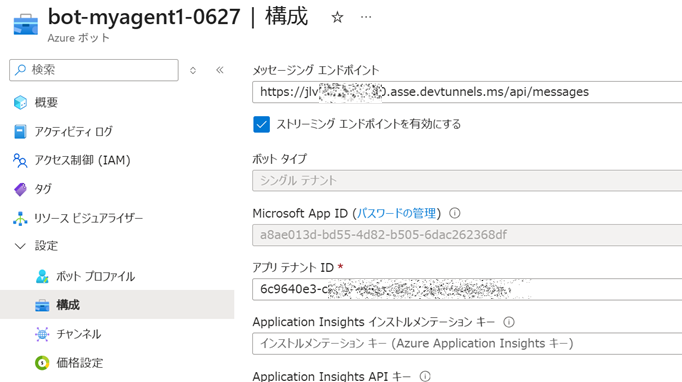 bot-myagent1-0627 | 構成 ☆ …
Azure ボット
検索
概要
アクティビティ ログ
アクセス制御 (IAM)
タグ
リソース ビジュアライザー
設定
ボット プロファイル
構成
チャンネル
価格設定
メッセージング エンドポイント
https://jlv 0.asse.devtunnels.ms/api/messages
ストリーミング エンドポイントを有効にする
ボット タイプ
シングル テナント
Microsoft App ID (パスワードの管理)
a8ae013d-bd55-4d82-b505-6dac262368df
アプリ テナント ID *
6c9640e3-c
Application Insights インストルメンテーション キー
インストルメンテーション キー (Azure Application Insights キー)
Application Insights API キー